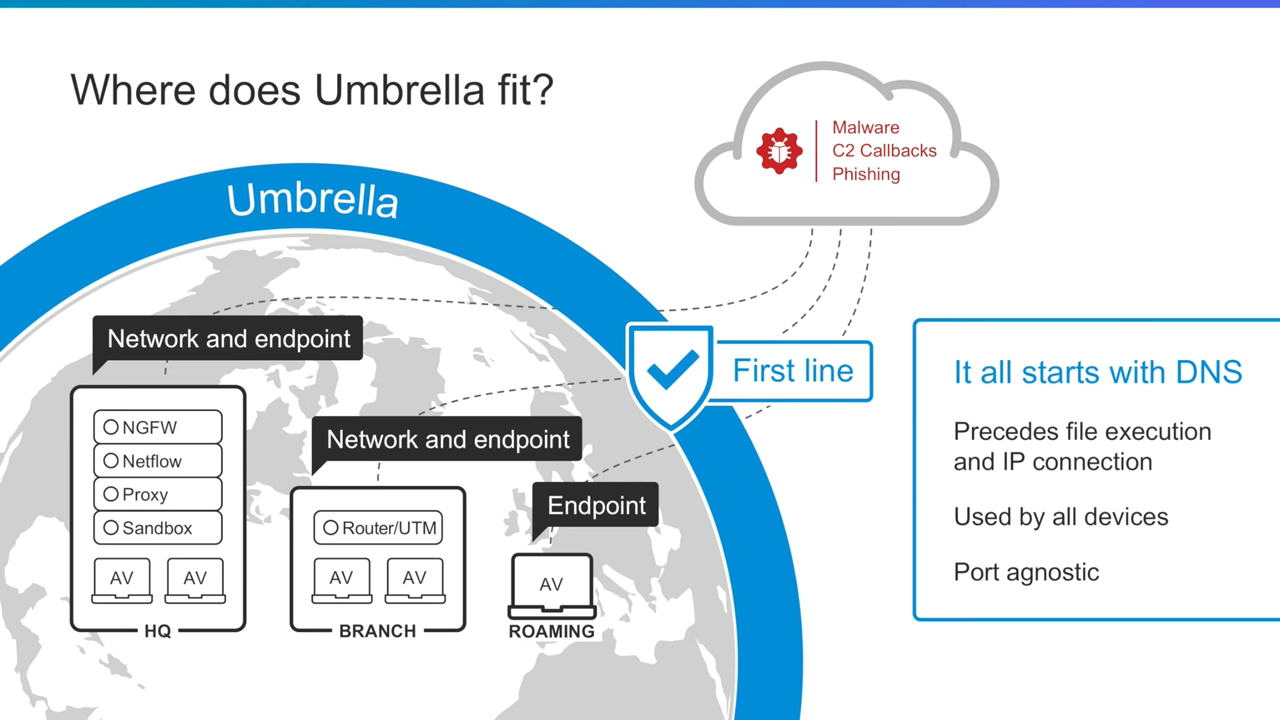 Where does Umbrella fit?
Malware
C2 Callbacks
Phishing
Umbrella
Network and endpoint
First line
NGFW
Netflow
Proxy
Sandbox
AV
AV
HQ
Network and endpoint
Router/UTM
AV
AV
BRANCH
Endpoint
AV
ROAMING
It all starts with DNS
Precedes file execution
and IP connection
Used by all devices
Port agnostic